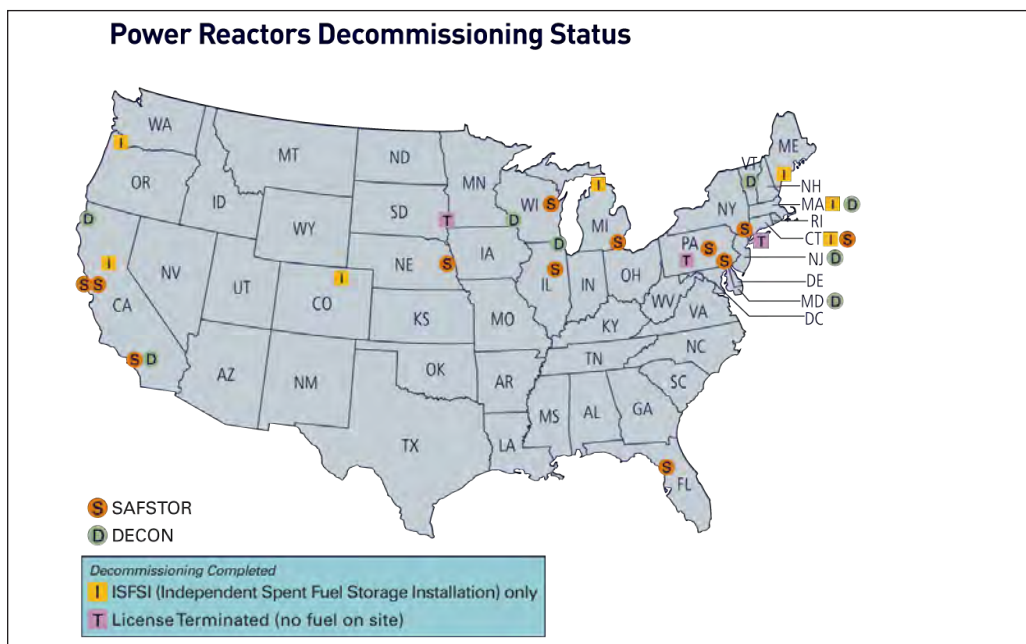 Power Reactors Decommissioning Status
WA
MT
ND
MN
VT
ME
I
I
OR
ID
SD
WI
S
I
MI
D
NH
NY
MA I D
RI
D
WY
T
D
S
PA
S
S
T
CT I S
NJ D
D
S
T
S
IA
NE
S
IL
IN
OH
DE
I
NV
UT
CO
I
MD D
DC
S S
CA
KS
MO
WV
VA
KY
S D
AZ
NM
OK
AR
TN
NC
SC
TX
LA
MS
AL
GA
S
FL
S SAFSTOR
D DECON
Decommissioning Completed
I ISFSI (Independent Spent Fuel Storage Installation) only
T License Terminated (no fuel on site)